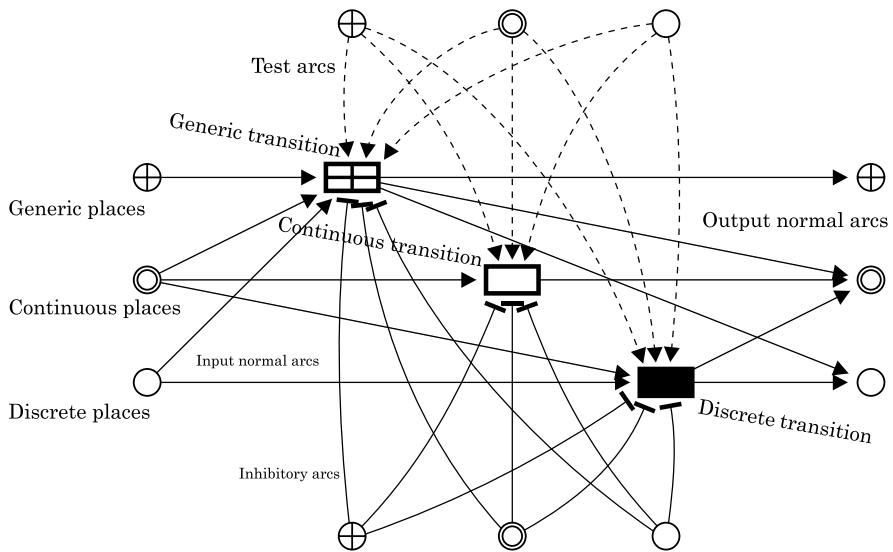 Test arcs
Generic transition
Generic places
Output normal arcs
Continuous transition
Continuous places
Input normal arcs
Discrete places
Discrete transition
Inhibitory arcs